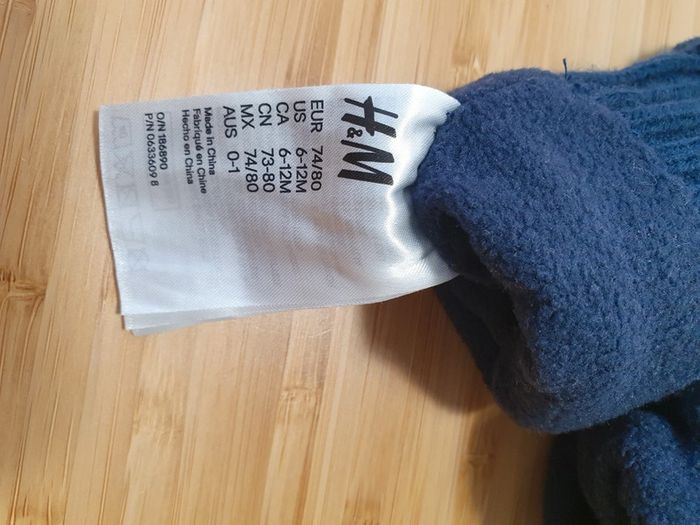 H&M
EUR 74/80
US 6-12M
CA 6-12M
CN 73-80
MX 74/80
AUS 0-1
Made in China
Fabriqué en Chine
Hecho en China
O/N 186890
P/N 0633609 8